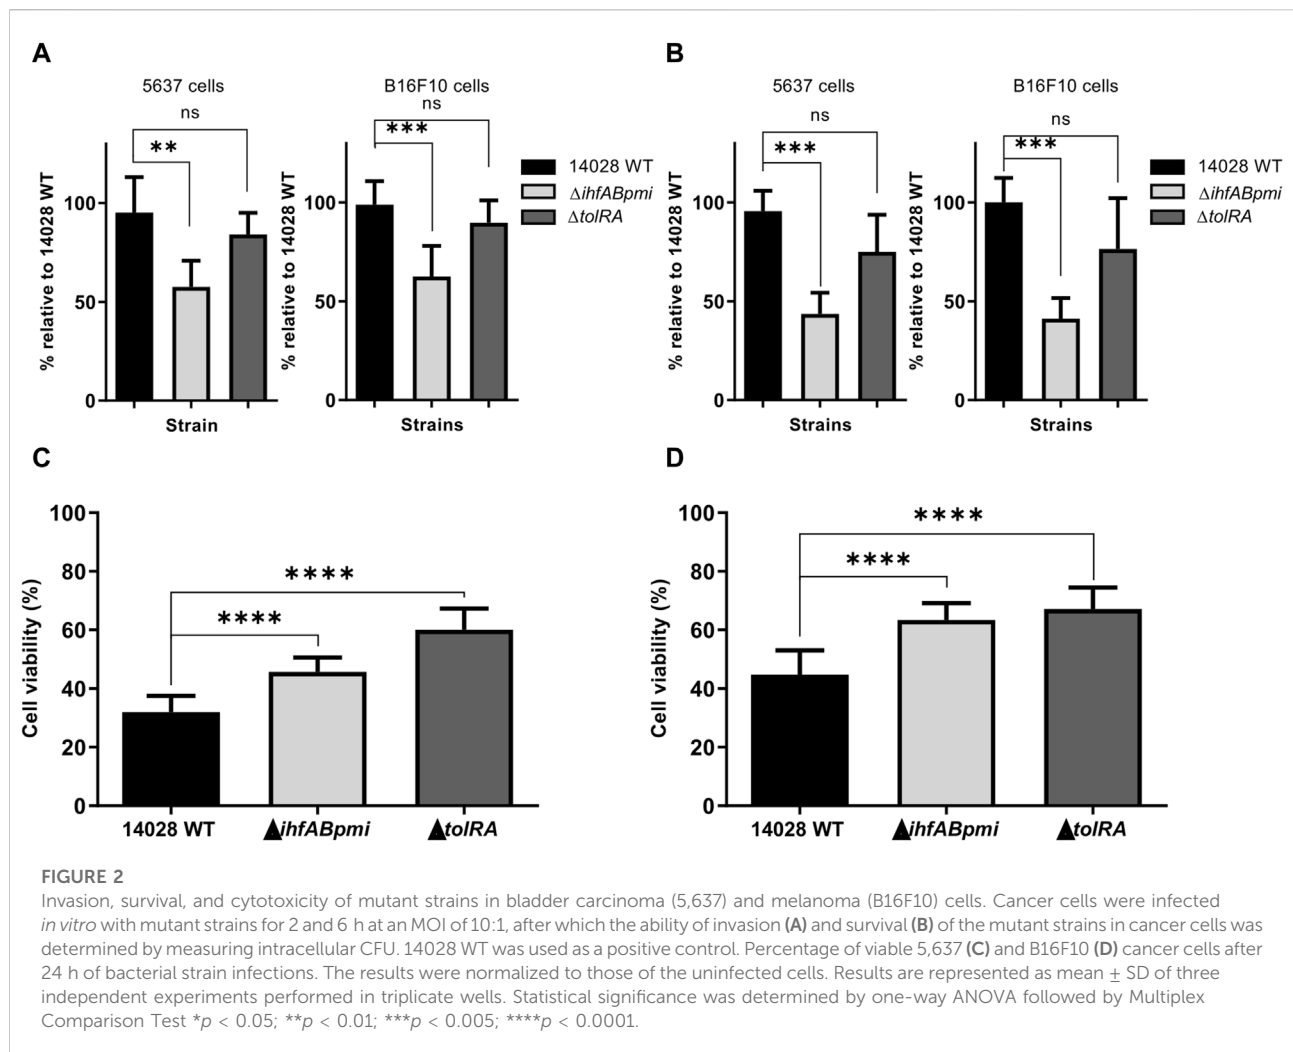 A
B
5637 cells
ns
**
% relative to 14028 WT
100
50
0
Strain
B16F10 cells
ns
***
% relative to 14028 WT
100
50
0
Strains
14028 WT
ΔihfABpmi
ΔtolRA
5637 cells
ns
***
% relative to 14028 WT
100
50
0
Strains
B16F10 cells
ns
***
% relative to 14028 WT
100
50
0
Strains
14028 WT
ΔihfABpmi
ΔtolRA
C
Cell viability (%)
100
80
60
40
20
0
****
****
14028 WT
ΔihfABpmi
ΔtolRA
D
Cell viability (%)
100
80
60
40
20
0
****
****
14028 WT
ΔihfABpmi
ΔtolRA
FIGURE 2
Invasion, survival, and cytotoxicity of mutant strains in bladder carcinoma (5,637) and melanoma (B16F10) cells. Cancer cells were infected
in vitro with mutant strains for 2 and 6 h at an MOI of 10:1, after which the ability of invasion (A) and survival (B) of the mutant strains in cancer cells was
determined by measuring intracellular CFU. 14028 WT was used as a positive control. Percentage of viable 5,637 (C) and B16F10 (D) cancer cells after
24 h of bacterial strain infections. The results were normalized to those of the uninfected cells. Results are represented as mean ± SD of three
independent experiments performed in triplicate wells. Statistical significance was determined by one-way ANOVA followed by Multiplex
Comparison Test *p < 0.05; **p < 0.01; ***p < 0.005; ****p < 0.0001.